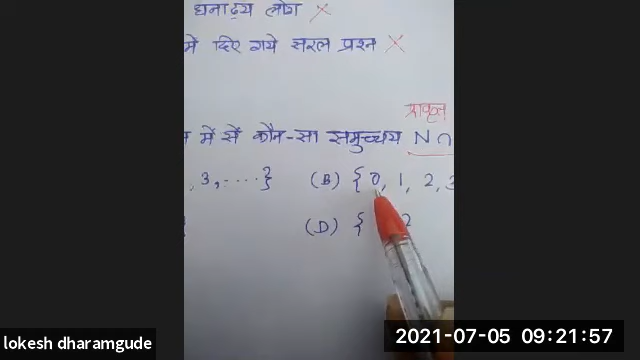 धनाढ्य लोग ×
में दिए गये सरल प्रश्न ×
प्राकृत
में सें कौन-सा समुच्चय N∩
, 3, ....} (B) { 0, 1, 2, 3
} (D) { 2
lokesh dharamgude
2021-07-05 09:21:57